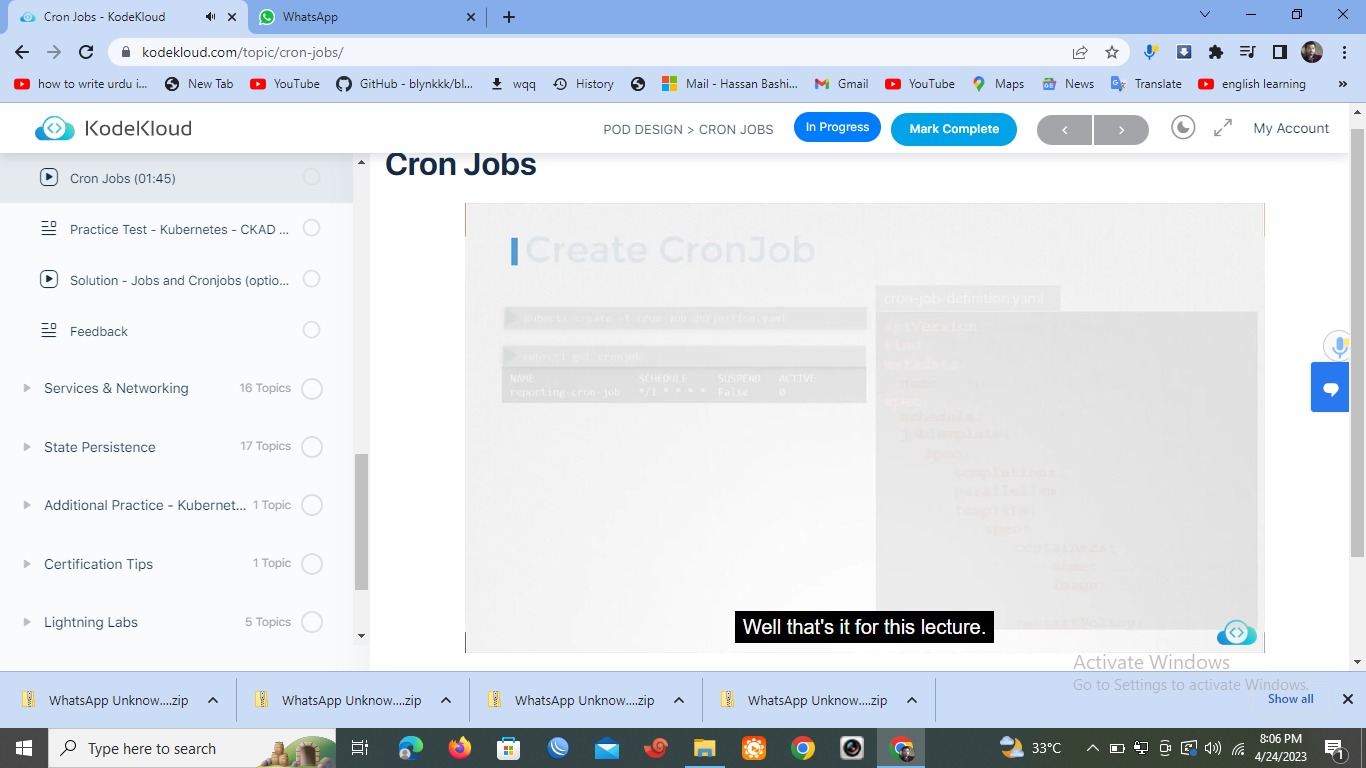 Cron Jobs - KodeKloud
WhatsApp
kodekloud.com/topic/cron-jobs/
how to write urdu i...
New Tab
YouTube
GitHub - blynkkk/bl...
wqq
History
Mail - Hassan Bashi...
Gmail
YouTube
Maps
News
Translate
english learning
»
KodeKloud
POD DESIGN > CRON JOBS
In Progress
Mark Complete
My Account
Cron Jobs (01:45)
Practice Test - Kubernetes - CKAD ...
Solution - Jobs and Cronjobs (optio...
Feedback
Services & Networking 16 Topics
State Persistence 17 Topics
Additional Practice - Kubernet... 1 Topic
Certification Tips 1 Topic
Lightning Labs 5 Topics
Cron Jobs
Create CronJob
kubectl create -f cron-job-definition.yaml
kubectl get cronjob
NAME SCHEDULE SUSPEND ACTIVE
reporting-cron-job */1 * * * * False 0
cron-job-definition.yaml
apiVersion:
kind:
metadata:
name
spec:
schedule:
jobTemplate:
spec:
completions:
parallelism:
template:
spec:
containers:
- name:
image:
restartPolicy:
Well that's it for this lecture.
Activate Windows
Go to Settings to activate Windows.
WhatsApp Unknow....zip
WhatsApp Unknow....zip
WhatsApp Unknow....zip
WhatsApp Unknow....zip
Show all
Type here to search
33°C
8:06 PM
4/24/2023
1